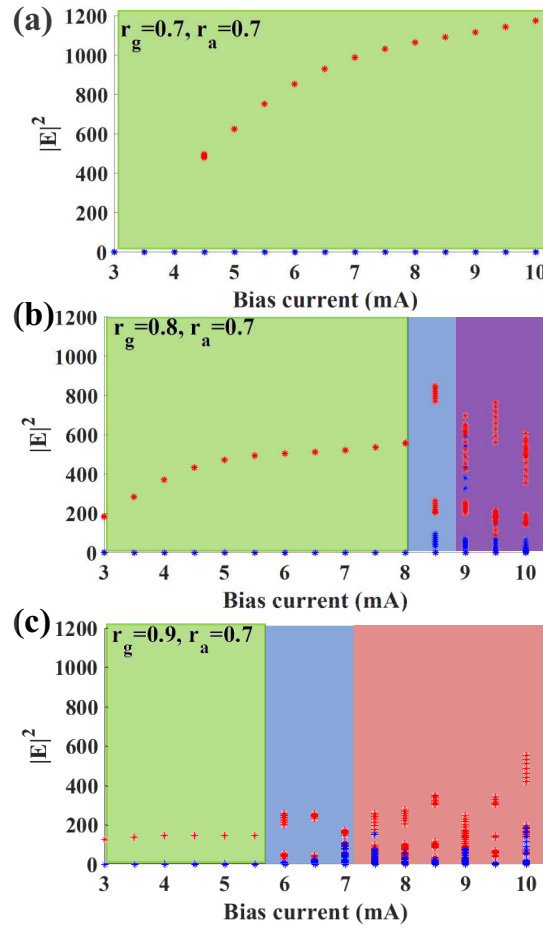 (a)
r_g=0.7, r_a=0.7
1200
1000
800
600
400
200
0
|E|^2
3 4 5 6 7 8 9 10
Bias current (mA)
(b)
r_g=0.8, r_a=0.7
1200
1000
800
600
400
200
0
|E|^2
3 4 5 6 7 8 9 10
Bias current (mA)
(c)
r_g=0.9, r_a=0.7
1200
1000
800
600
400
200
0
|E|^2
3 4 5 6 7 8 9 10
Bias current (mA)